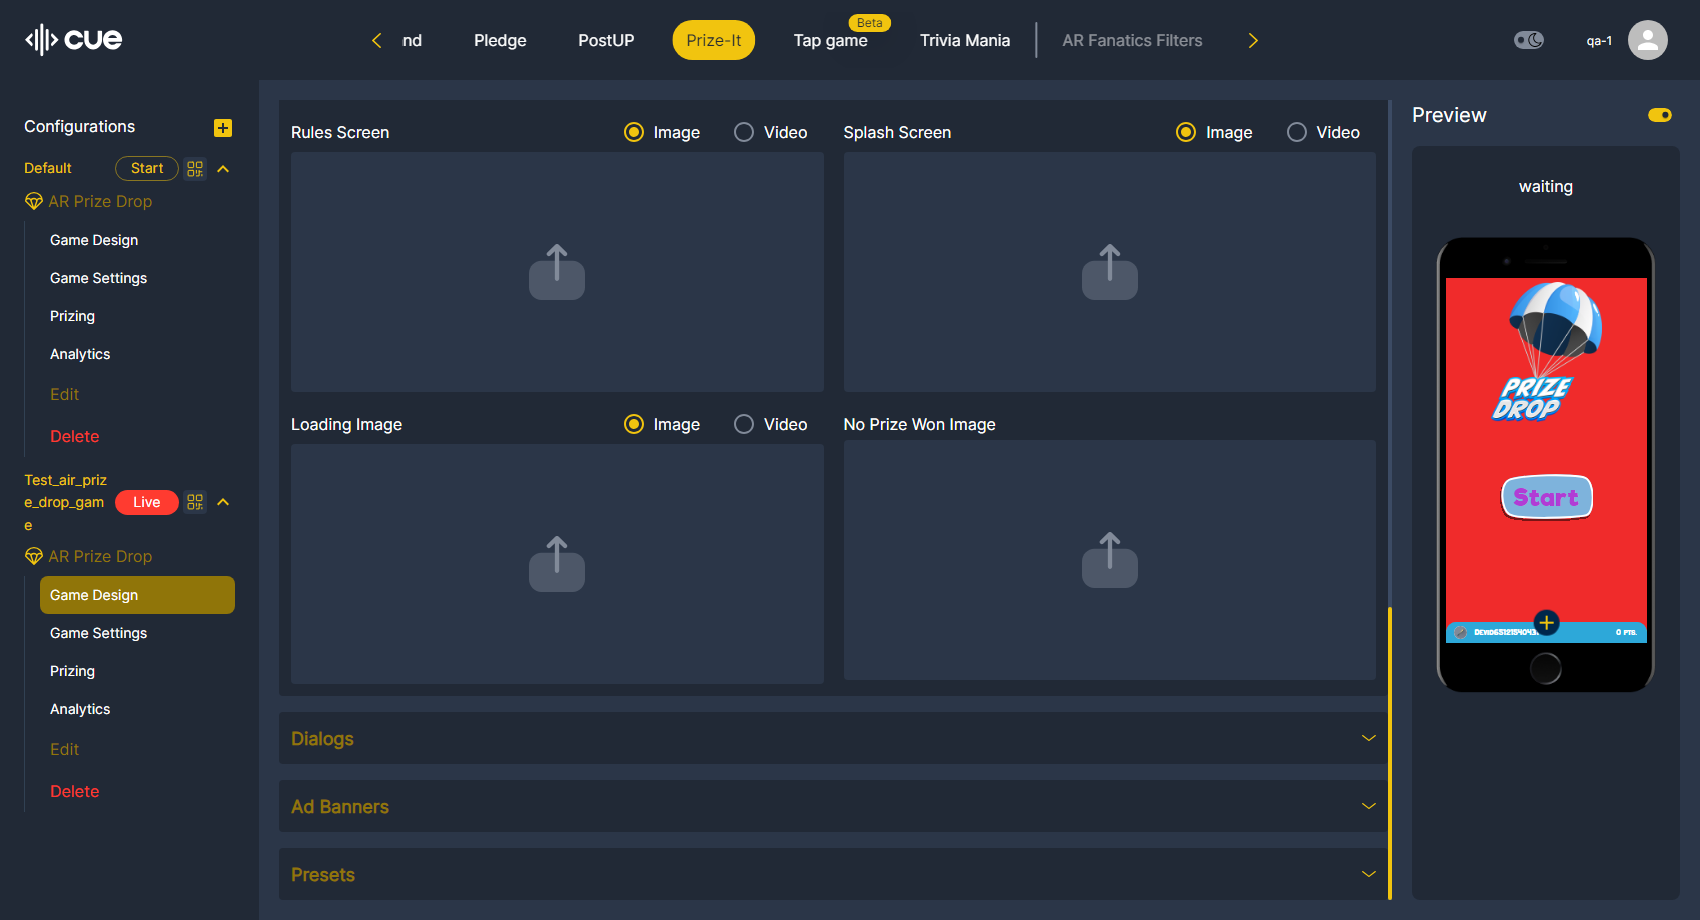 cue
nd
Pledge
PostUP
Prize-It
Beta
Tap game
Trivia Mania
AR Fanatics Filters
qa-1
Configurations
Default
Start
AR Prize Drop
Game Design
Game Settings
Prizing
Analytics
Edit
Delete
Test_air_priz
e_drop_gam
e
Live
AR Prize Drop
Game Design
Game Settings
Prizing
Analytics
Edit
Delete
Rules Screen
Image
Video
Splash Screen
Image
Video
Loading Image
Image
Video
No Prize Won Image
Dialogs
Ad Banners
Presets
Preview
waiting
PRIZE
DROP
Start
0 PTS.